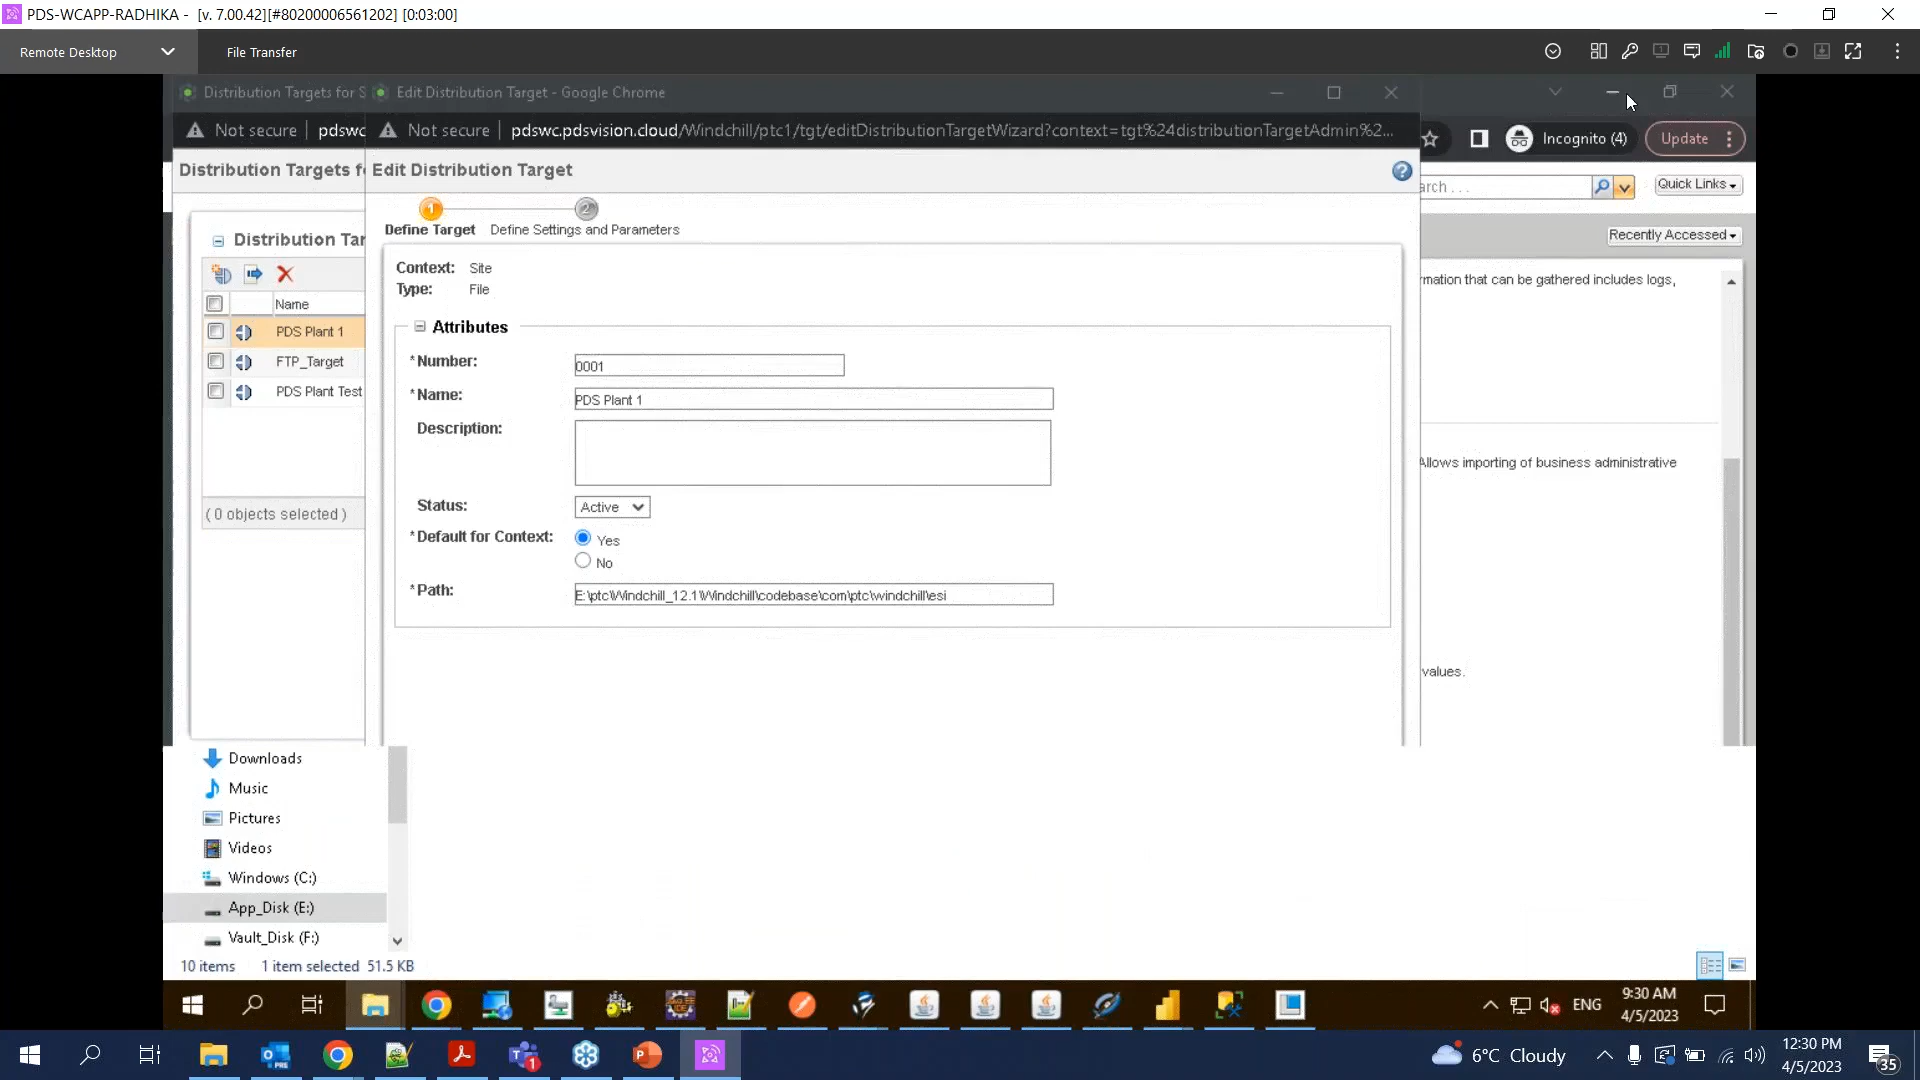 PDS-WCAPP-RADHIKA - [v. 7.00.42][#80200006561202] [0:03:00]
Remote Desktop
File Transfer
Distribution Targets for S
Edit Distribution Target - Google Chrome
Not secure
pdswc
Not secure
pdswc.pdsvision.cloud/Windchill/ptc1/tgt/editDistributionTargetWizard?context=tgt%24distributionTargetAdmin%2...
Incognito (4)
Update
Distribution Targets fo
Edit Distribution Target
arch . . .
Quick Links
1
2
Define Target
Define Settings and Parameters
Recently Accessed
Distribution Tar
Context: Site
Type: File
mation that can be gathered includes logs,
Name
PDS Plant 1
FTP_Target
PDS Plant Test
( 0 objects selected )
Attributes
*Number: 0001
*Name: PDS Plant 1
Description:
Allows importing of business administrative
Status: Active
*Default for Context: Yes
No
*Path: E:\ptc\Windchill_12.1\Windchill\codebase\com\ptc\windchill\esi
values.
Downloads
Music
Pictures
Videos
Windows (C:)
App_Disk (E:)
Vault_Disk (F:)
10 items 1 item selected 51.5 KB
ENG
9:30 AM
4/5/2023
6°C Cloudy
12:30 PM
4/5/2023
35